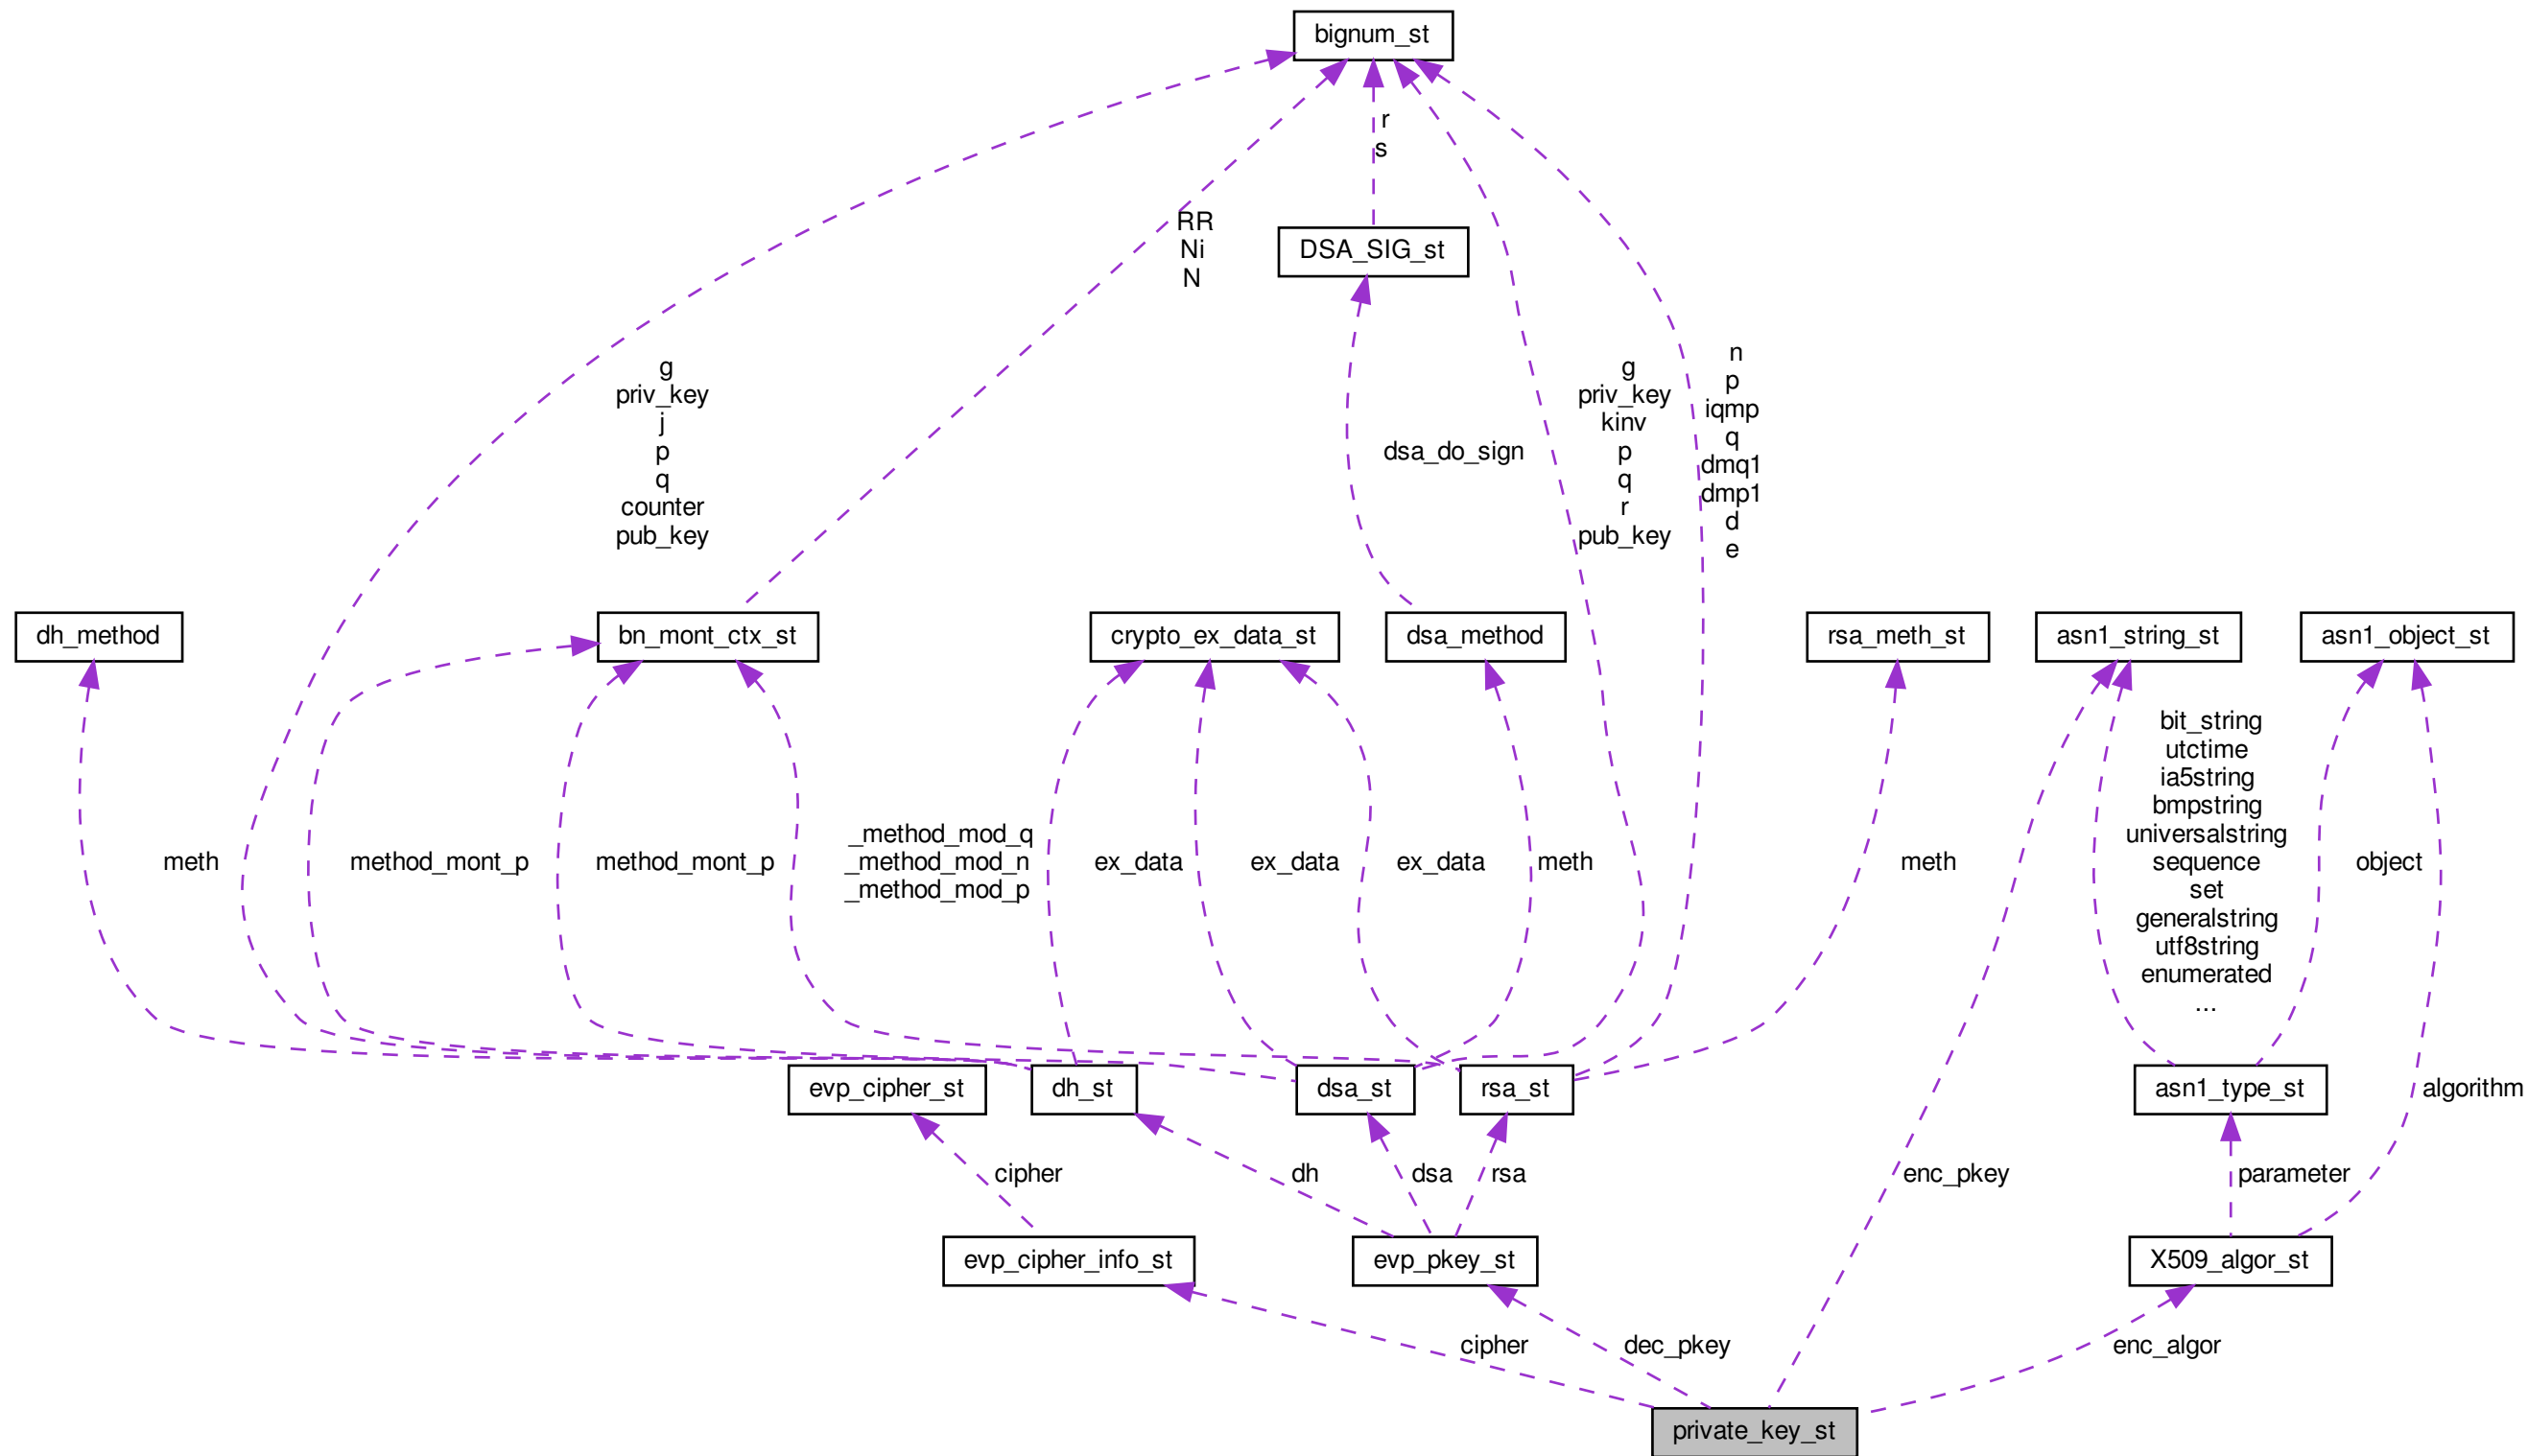 bignum_st
r
s
RR
Ni
N
DSA_SIG_st
g
priv_key
j
p
q
counter
pub_key
dsa_do_sign
g
priv_key
kinv
p
q
r
pub_key
n
p
iqmp
q
dmq1
dmp1
d
e
dh_method
bn_mont_ctx_st
crypto_ex_data_st
dsa_method
rsa_meth_st
asn1_string_st
asn1_object_st
meth
method_mont_p
method_mont_p
_method_mod_q
_method_mod_n
_method_mod_p
ex_data
ex_data
ex_data
meth
meth
bit_string
utctime
ia5string
bmpstring
universalstring
sequence
set
generalstring
utf8string
enumerated
...
object
evp_cipher_st
dh_st
dsa_st
rsa_st
asn1_type_st
algorithm
cipher
dh
dsa
rsa
enc_pkey
parameter
evp_cipher_info_st
evp_pkey_st
X509_algor_st
cipher
dec_pkey
enc_algor
private_key_st